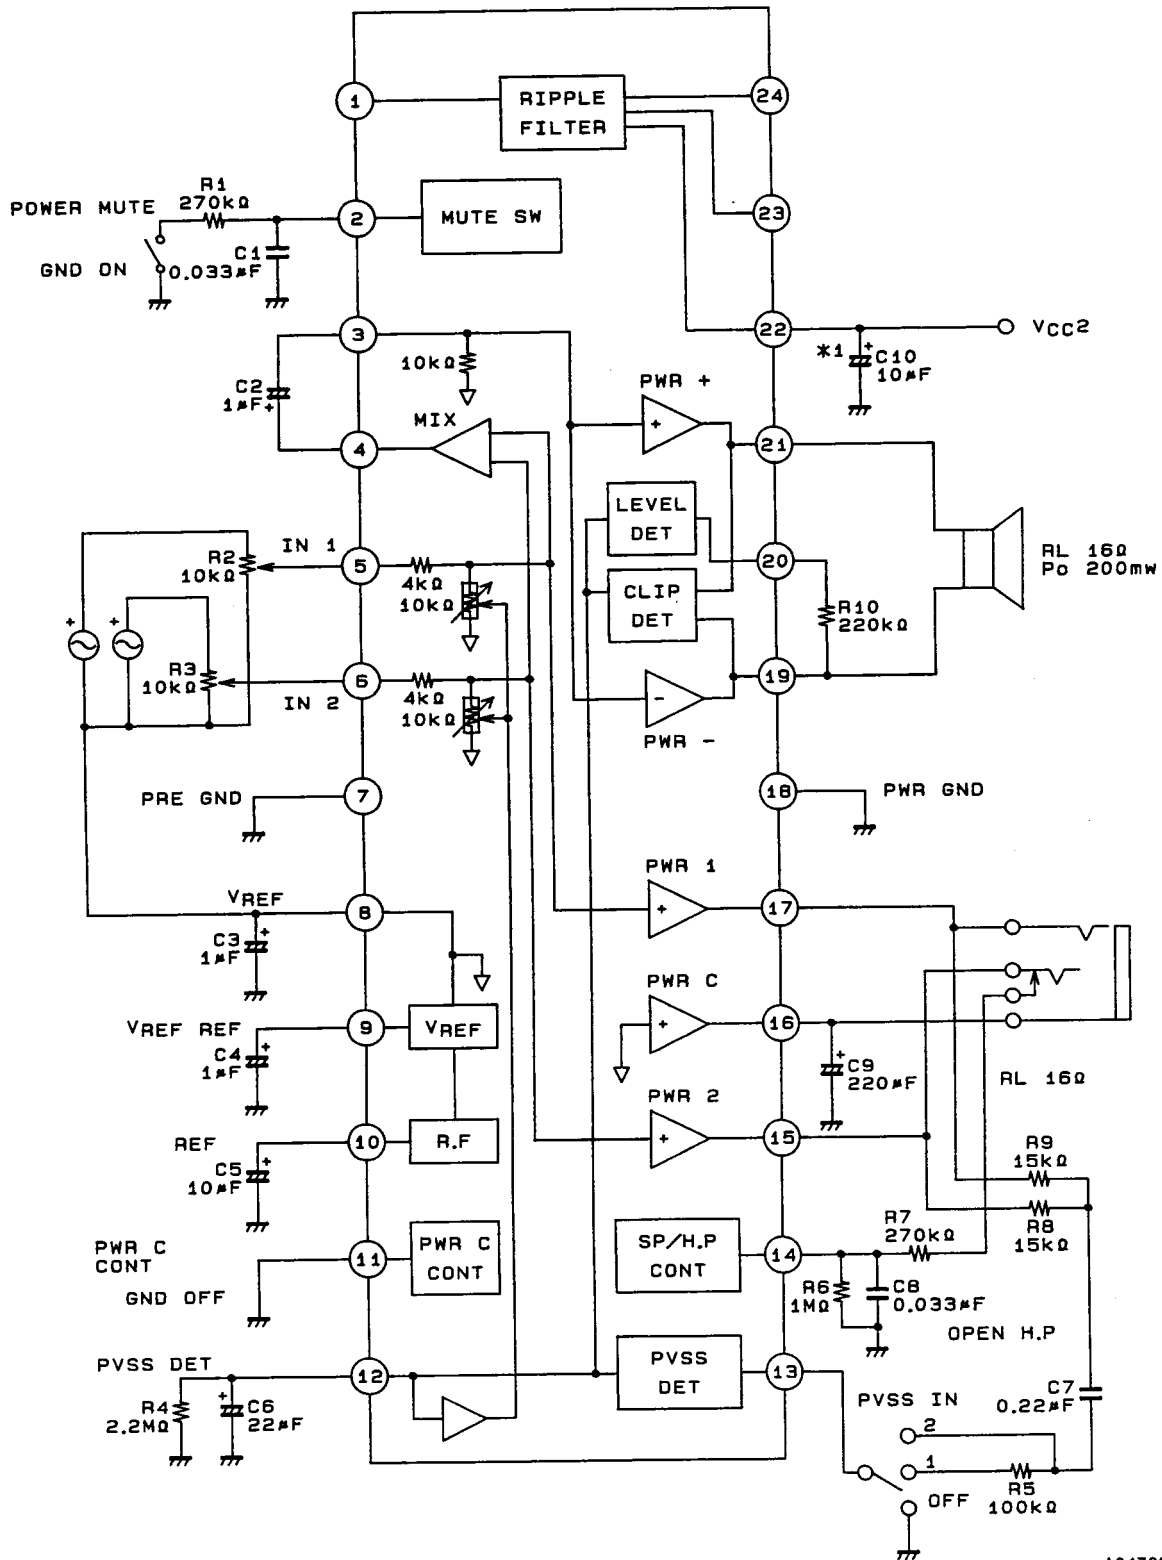 1
RIPPLE
FILTER
24
R1
270kΩ
POWER MUTE
2
MUTE SW
23
C1
0.033μF
GND ON
3
22
VCC2
10kΩ
*1
+
C10
10μF
C2
1μF
+
PWR +
MIX
+
4
21
LEVEL
DET
R2
10kΩ
IN 1
5
4kΩ
10kΩ
20
RL 16Ω
Po 200mW
CLIP
DET
R10
220kΩ
+
+
R3
10kΩ
6
IN 2
4kΩ
10kΩ
19
-
PWR -
PRE GND
7
18
PWR GND
PWR 1
VREF
8
+
17
C3
1μF
+
PWR C
VREF REF
9
VREF
+
16
C4
1μF
+
+
C9
220μF
RL 16Ω
PWR 2
REF
10
R.F
+
15
C5
10μF
+
R9
15kΩ
R8
15kΩ
R7
270kΩ
PWR C
CONT
11
PWR C
CONT
SP/H.P
CONT
14
GND OFF
R6
1MΩ
C8
0.033μF
OPEN H.P
PVSS DET
12
PVSS
DET
13
R4
2.2MΩ
+
C6
22μF
PVSS IN
C7
0.22μF
2
1
R5
100kΩ
OFF